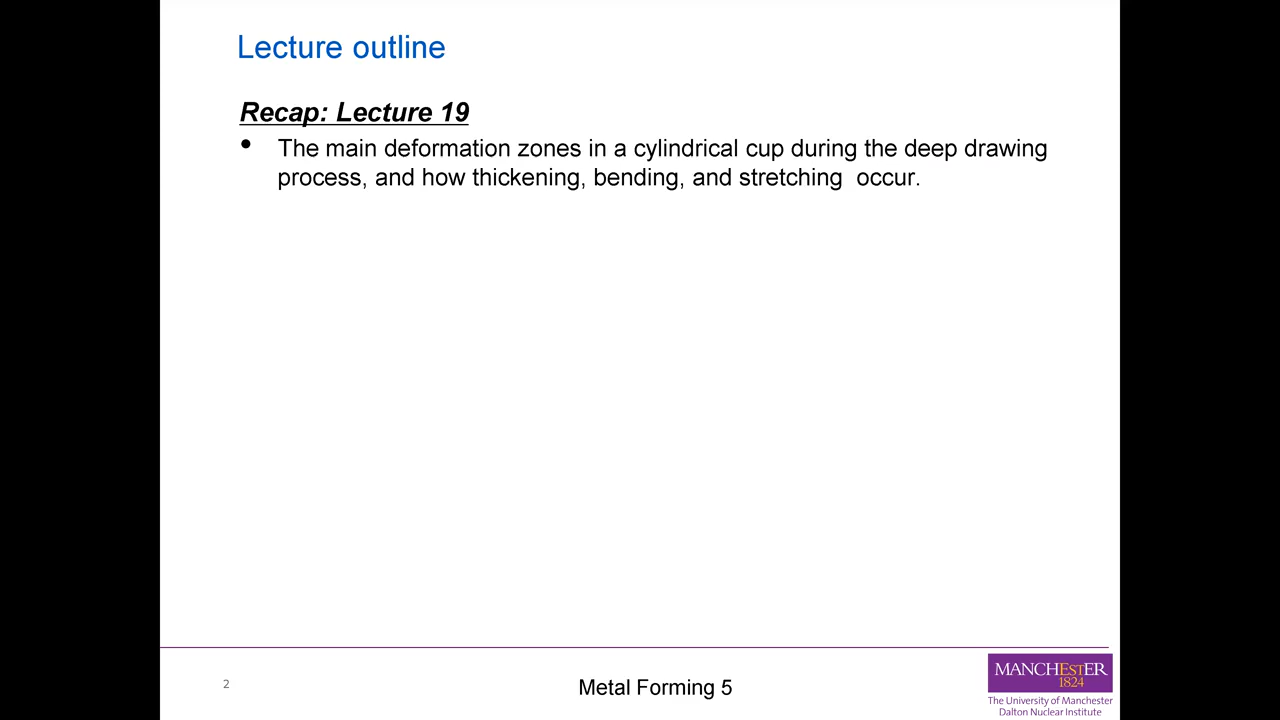 Lecture outline
Recap: Lecture 19
• The main deformation zones in a cylindrical cup during the deep drawing
process, and how thickening, bending, and stretching  occur.
2
Metal Forming 5
MANCHESTER
1824
The University of Manchester
Dalton Nuclear Institute